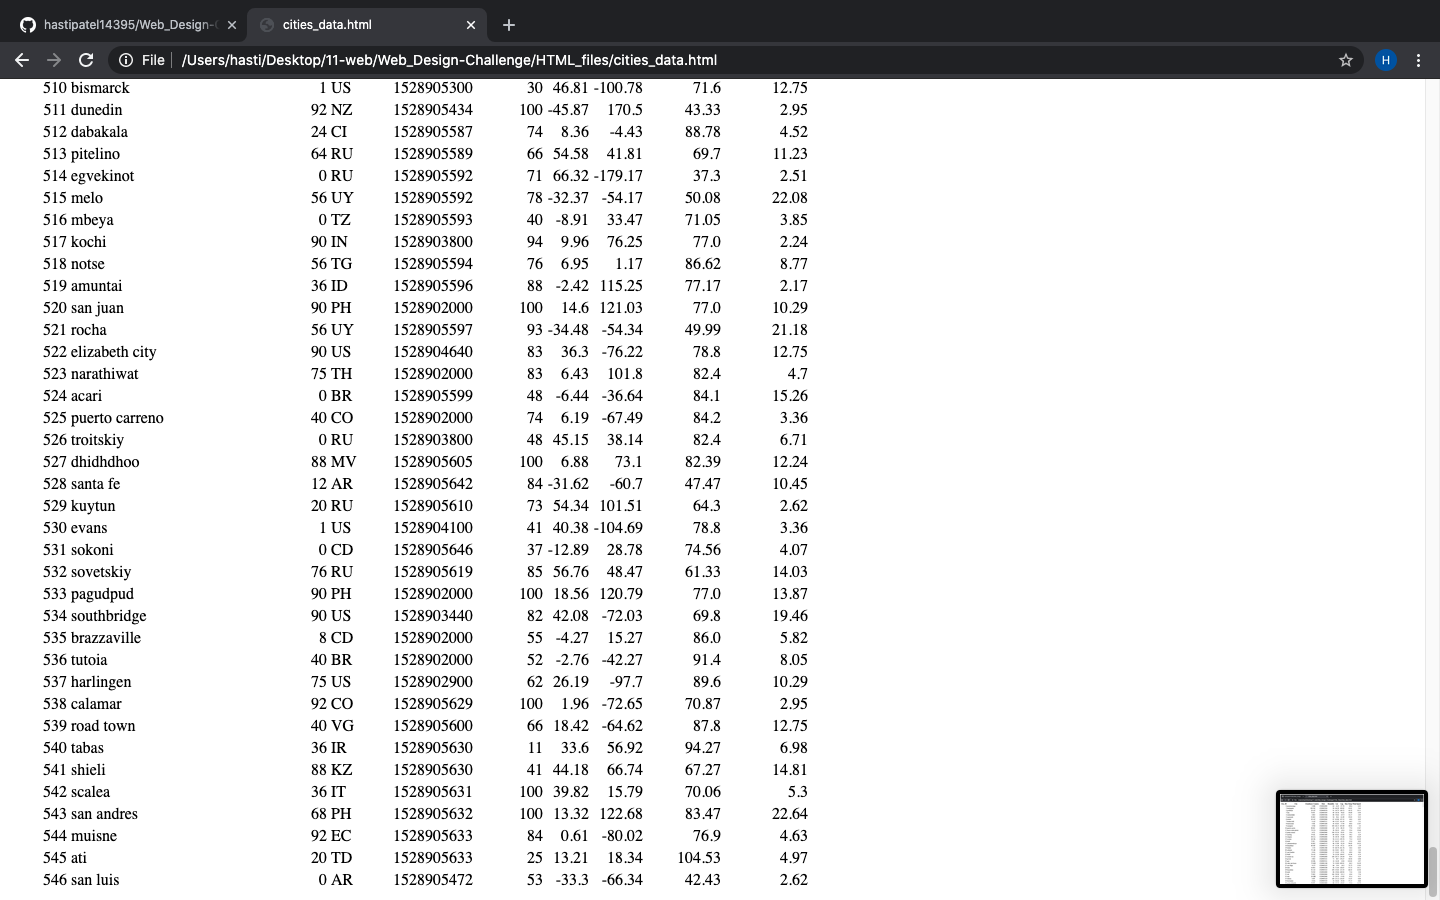 hastipatel14395/Web_Design-C
cities_data.html
File /Users/hasti/Desktop/11-web/Web_Design-Challenge/HTML_files/cities_data.html
H
510 bismarck 1 US 1528905300 30 46.81 -100.78 71.6 12.75
511 dunedin 92 NZ 1528905434 100 -45.87 170.5 43.33 2.95
512 dabakala 24 CI 1528905587 74 8.36 -4.43 88.78 4.52
513 pitelino 64 RU 1528905589 66 54.58 41.81 69.7 11.23
514 egvekinot 0 RU 1528905592 71 66.32 -179.17 37.3 2.51
515 melo 56 UY 1528905592 78 -32.37 -54.17 50.08 22.08
516 mbeya 0 TZ 1528905593 40 -8.91 33.47 71.05 3.85
517 kochi 90 IN 1528903800 94 9.96 76.25 77.0 2.24
518 notse 56 TG 1528905594 76 6.95 1.17 86.62 8.77
519 amuntai 36 ID 1528905596 88 -2.42 115.25 77.17 2.17
520 san juan 90 PH 1528902000 100 14.6 121.03 77.0 10.29
521 rocha 56 UY 1528905597 93 -34.48 -54.34 49.99 21.18
522 elizabeth city 90 US 1528904640 83 36.3 -76.22 78.8 12.75
523 narathiwat 75 TH 1528902000 83 6.43 101.8 82.4 4.7
524 acari 0 BR 1528905599 48 -6.44 -36.64 84.1 15.26
525 puerto carreno 40 CO 1528902000 74 6.19 -67.49 84.2 3.36
526 troitskiy 0 RU 1528903800 48 45.15 38.14 82.4 6.71
527 dhidhdhoo 88 MV 1528905605 100 6.88 73.1 82.39 12.24
528 santa fe 12 AR 1528905642 84 -31.62 -60.7 47.47 10.45
529 kuytun 20 RU 1528905610 73 54.34 101.51 64.3 2.62
530 evans 1 US 1528904100 41 40.38 -104.69 78.8 3.36
531 sokoni 0 CD 1528905646 37 -12.89 28.78 74.56 4.07
532 sovetskiy 76 RU 1528905619 85 56.76 48.47 61.33 14.03
533 pagudpud 90 PH 1528902000 100 18.56 120.79 77.0 13.87
534 southbridge 90 US 1528903440 82 42.08 -72.03 69.8 19.46
535 brazzaville 8 CD 1528902000 55 -4.27 15.27 86.0 5.82
536 tutoia 40 BR 1528902000 52 -2.76 -42.27 91.4 8.05
537 harlingen 75 US 1528902900 62 26.19 -97.7 89.6 10.29
538 calamar 92 CO 1528905629 100 1.96 -72.65 70.87 2.95
539 road town 40 VG 1528905600 66 18.42 -64.62 87.8 12.75
540 tabas 36 IR 1528905630 11 33.6 56.92 94.27 6.98
541 shieli 88 KZ 1528905630 41 44.18 66.74 67.27 14.81
542 scalea 36 IT 1528905631 100 39.82 15.79 70.06 5.3
543 san andres 68 PH 1528905632 100 13.32 122.68 83.47 22.64
544 muisne 92 EC 1528905633 84 0.61 -80.02 76.9 4.63
545 ati 20 TD 1528905633 25 13.21 18.34 104.53 4.97
546 san luis 0 AR 1528905472 53 -33.3 -66.34 42.43 2.62